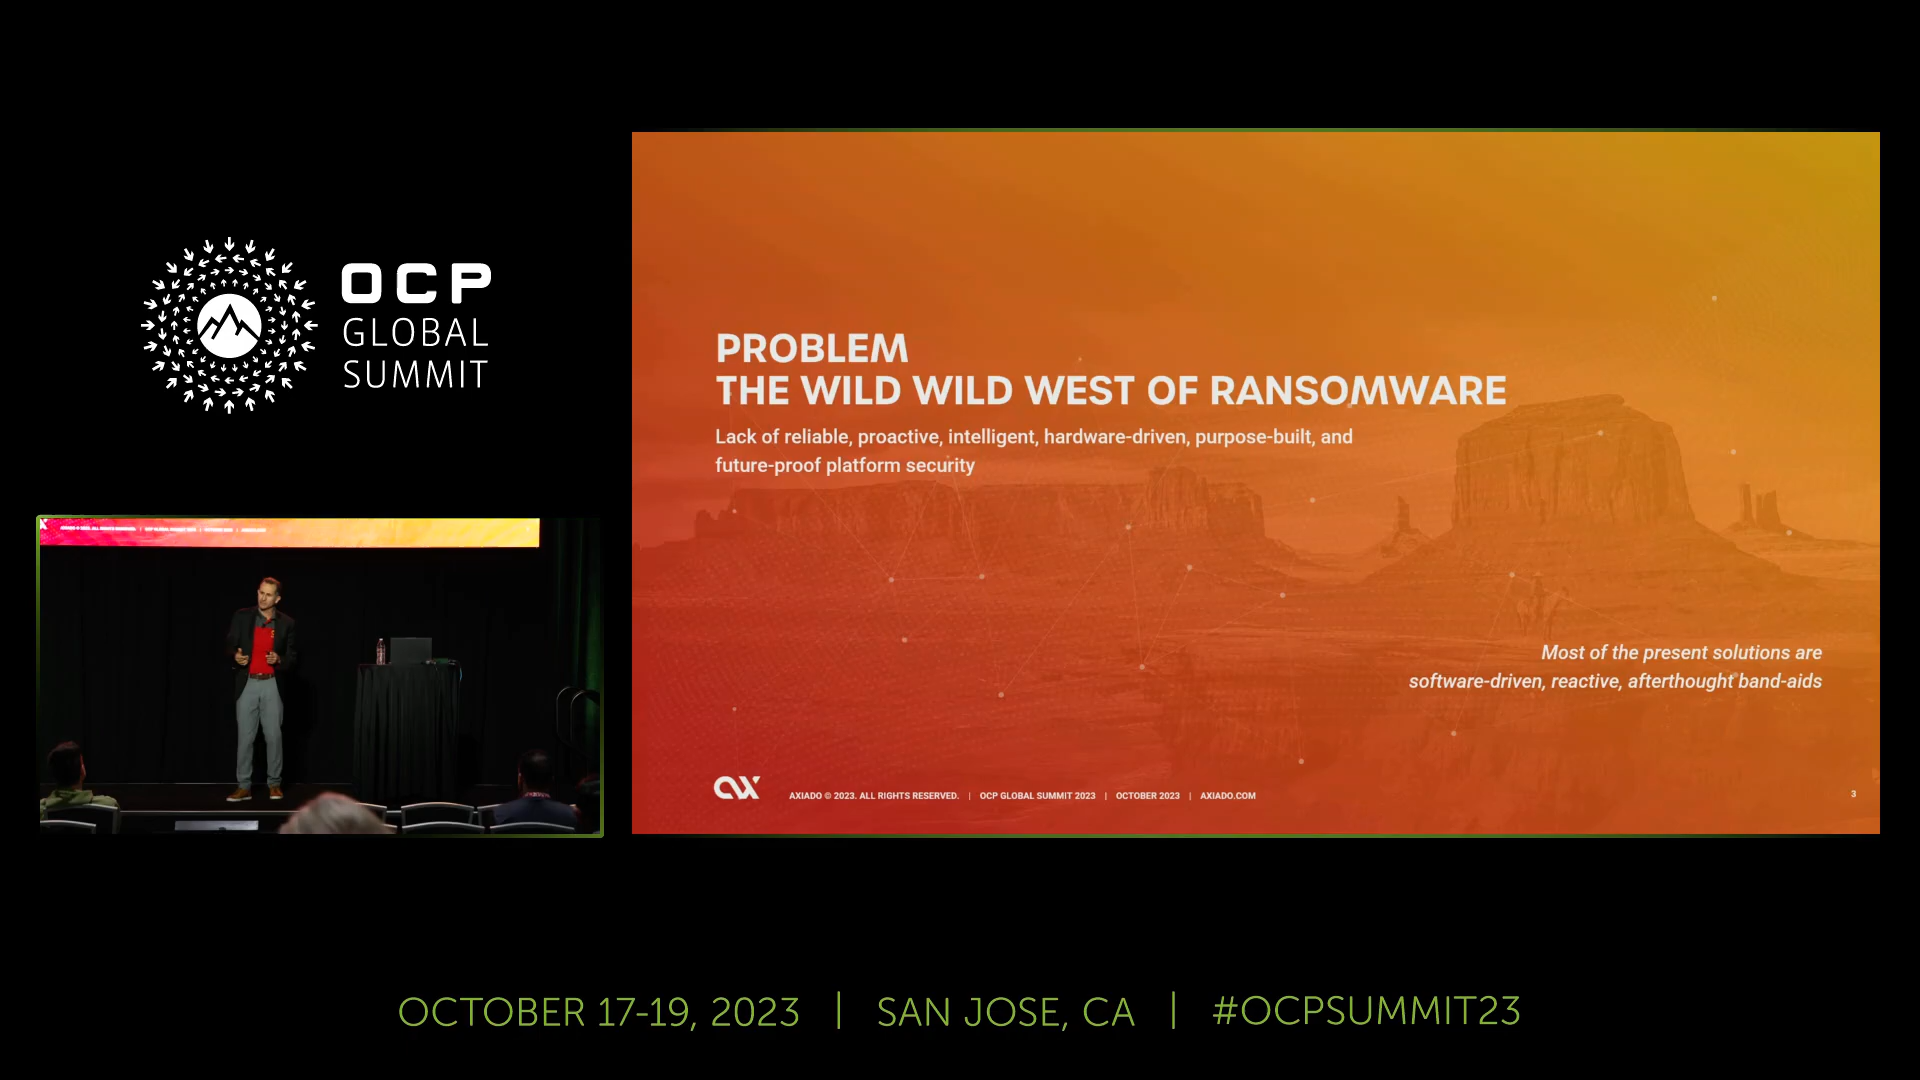 OCP
GLOBAL
SUMMIT
PROBLEM
THE WILD WILD WEST OF RANSOMWARE
Lack of reliable, proactive, intelligent, hardware-driven, purpose-built, and
future-proof platform security
Most of the present solutions are
software-driven, reactive, afterthought band-aids
AXIADO © 2023. ALL RIGHTS RESERVED. | OCP GLOBAL SUMMIT 2023 | OCTOBER 2023 | AXIADO.COM
3
OCTOBER 17-19, 2023 | SAN JOSE, CA | #OCPSUMMIT23